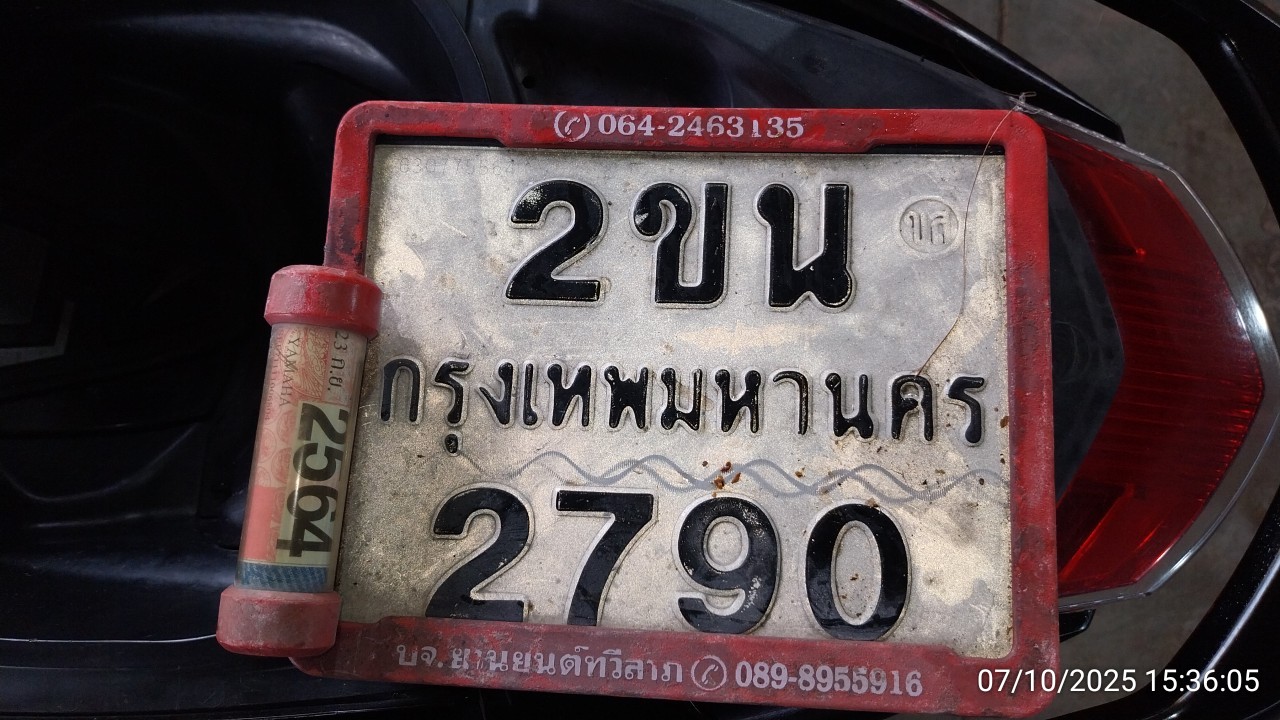 064-2463135
2ขน
ขส
กรุงเทพมหานคร
2790
23 ก.ย.
YAMAHA
2564
บจ. ยานยนต์ทวีลาภ 089-8955916
07/10/2025 15:36:05